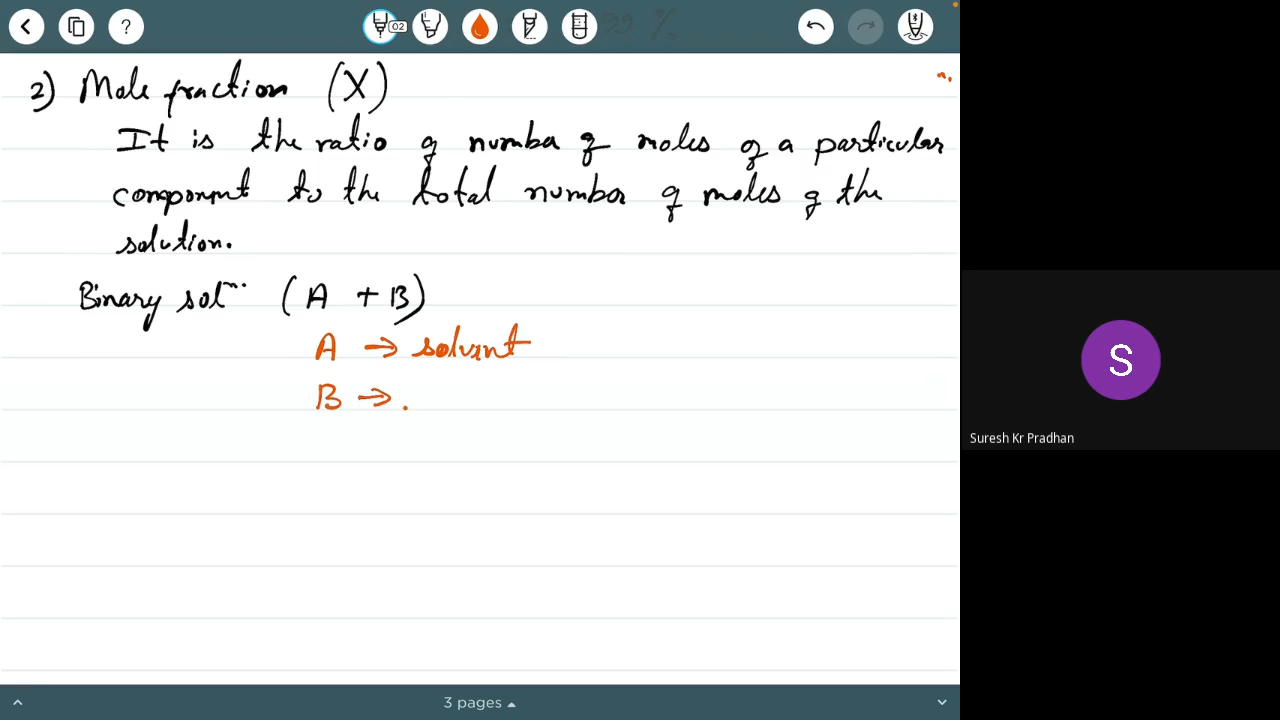 ?
02
2) Mole fraction (X)
It is the ratio of number of moles of a particular
component to the total number of moles of the
solution.
Binary solⁿ. (A + B)
A → solvent
B →
S
Suresh Kr Pradhan
3 pages